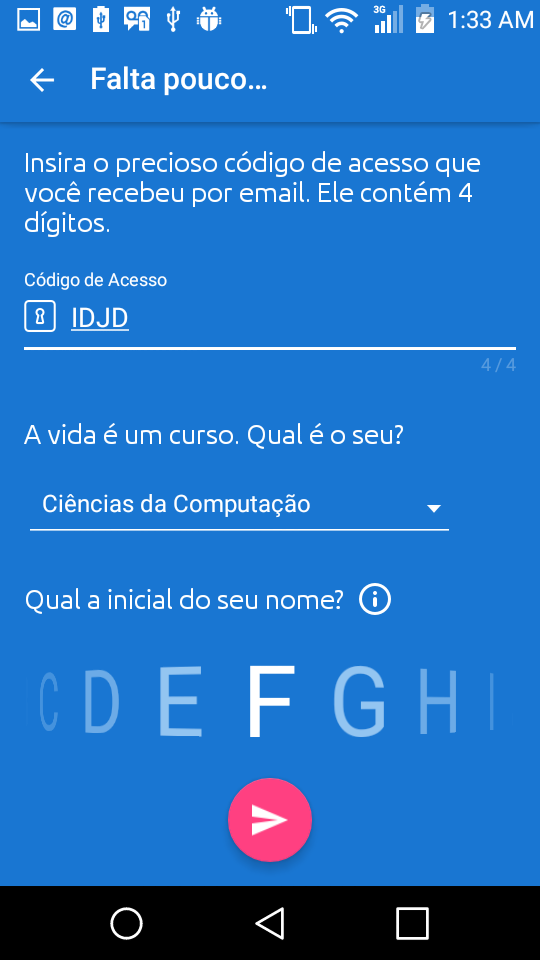 3G 1:33 AM
Falta pouco...
Insira o precioso código de acesso que
você recebeu por email. Ele contém 4
dígitos.
Código de Acesso
IDJD
4 / 4
A vida é um curso. Qual é o seu?
Ciências da Computação
Qual a inicial do seu nome?
C D E F G H I